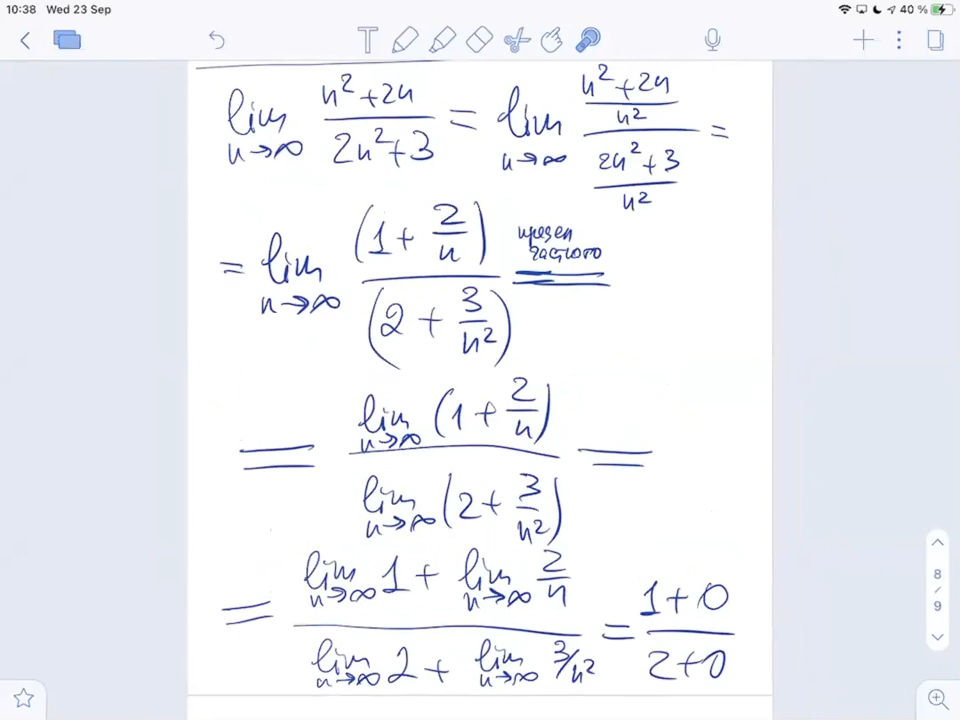 10:38 Wed 23 Sep
40 %
T
lim n→∞ (n²+2n)/(2n²+3) = lim n→∞ ((n²+2n)/n²)/((2n²+3)/n²) =
предел
частного
= lim n→∞ (1 + 2/n)/(2 + 3/n²) =
= lim n→∞ (1 + 2/n) / lim n→∞ (2 + 3/n²) =
= (lim n→∞ 1 + lim n→∞ 2/n)/(lim n→∞ 2 + lim n→∞ 3/n²) = (1+0)/(2+0)
8
/
9